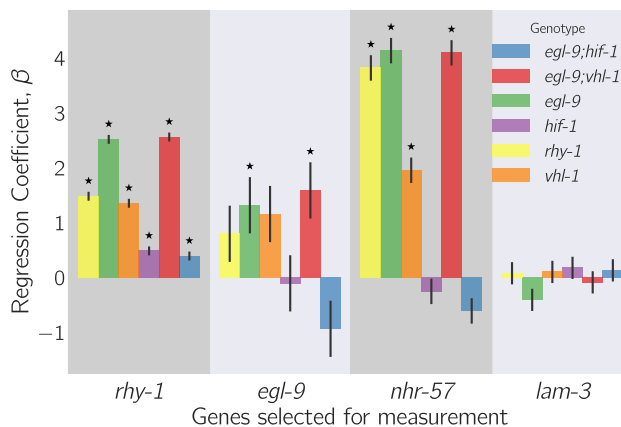 Genotype
egl-9;hif-1
egl-9;vhl-1
egl-9
hif-1
rhy-1
vhl-1
Regression Coefficient, β
4
3
2
1
0
−1
rhy-1 egl-9 nhr-57 lam-3
Genes selected for measurement